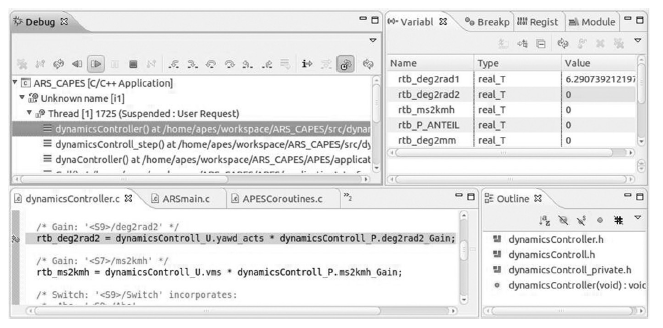 Debug
ARS_CAPES [C/C++ Application]
Unknown name [i1]
Thread [1] 1725 (Suspended : User Request)
dynamicsController() at /home/apes/workspace/ARS_CAPES/src/dynar
dynamicsControll_step() at /home/apes/workspace/ARS_CAPES/src/
dynaController() at /home/apes/workspace/ARS_CAPES/APES/applicat
Variabl
Breakp
Regist
Module
Name Type Value
rtb_deg2rad1 real_T 6.290739212197
rtb_deg2rad2 real_T 0
rtb_ms2kmh real_T 0
rtb_P_ANTEIL real_T 0
rtb_deg2mm real_T 0
dynamicsController.c
ARSmain.c
APESCoroutines.c
»2
/* Gain: '<S9>/deg2rad2' */
rtb_deg2rad2 = dynamicsControll_U.yawd_acts * dynamicsControll_P.deg2rad2_Gain;
/* Gain: '<S7>/ms2kmh' */
rtb_ms2kmh = dynamicsControll_U.vms * dynamicsControll_P.ms2kmh_Gain;
/* Switch: '<S9>/Switch' incorporates:
Outline
dynamicsController.h
dynamicsControll.h
dynamicsControll_private.h
dynamicsController(void) : voic